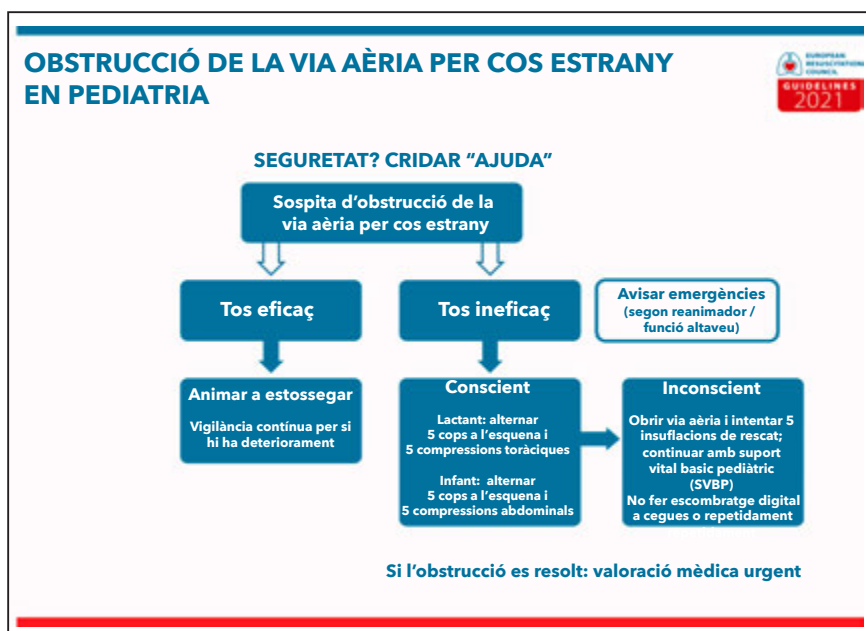 OBSTRUCCIÓ DE LA VIA AÈRIA PER COS ESTRANY
EN PEDIATRIA
EUROPEAN
RESUSCITATION
COUNCIL
GUIDELINES
2021
SEGURETAT? CRIDAR “AJUDA”
Sospita d’obstrucció de la
via aèria per cos estrany
Tos eficaç
Tos ineficaç
Avisar emergències
(segon reanimador /
funció altaveu)
Animar a estossegar
Vigilància contínua per si
hi ha deteriorament
Conscient
Lactant: alternar
5 cops a l’esquena i
5 compressions toràciques
Infant: alternar
5 cops a l’esquena i
5 compressions abdominals
Inconscient
Obrir via aèria i intentar 5
insuflacions de rescat;
continuar amb suport
vital basic pediàtric
(SVBP)
No fer escombratge digital
a cegues o repetidament
Si l’obstrucció es resolt: valoració mèdica urgent